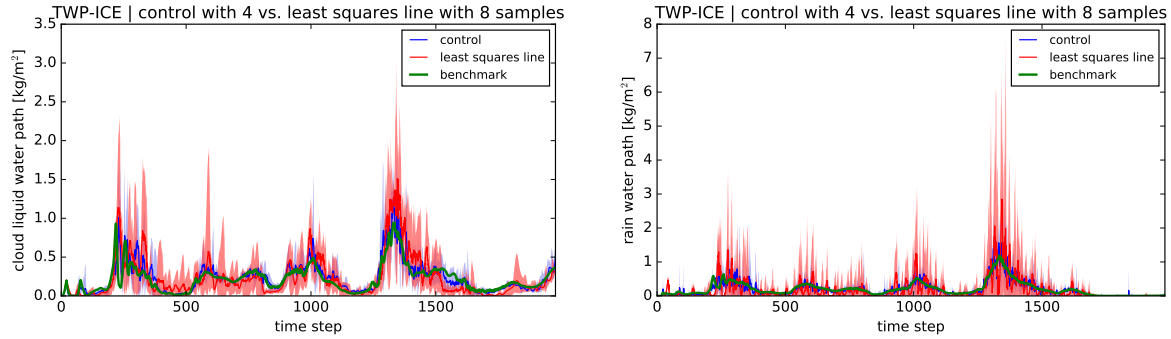 TWP-ICE | control with 4 vs. least squares line with 8 samples
cloud liquid water path [kg/m²]
3.5
3.0
2.5
2.0
1.5
1.0
0.5
0.0
0
500
1000
1500
time step
control
least squares line
benchmark
TWP-ICE | control with 4 vs. least squares line with 8 samples
rain water path [kg/m²]
8
7
6
5
4
3
2
1
0
0
500
1000
1500
time step
control
least squares line
benchmark